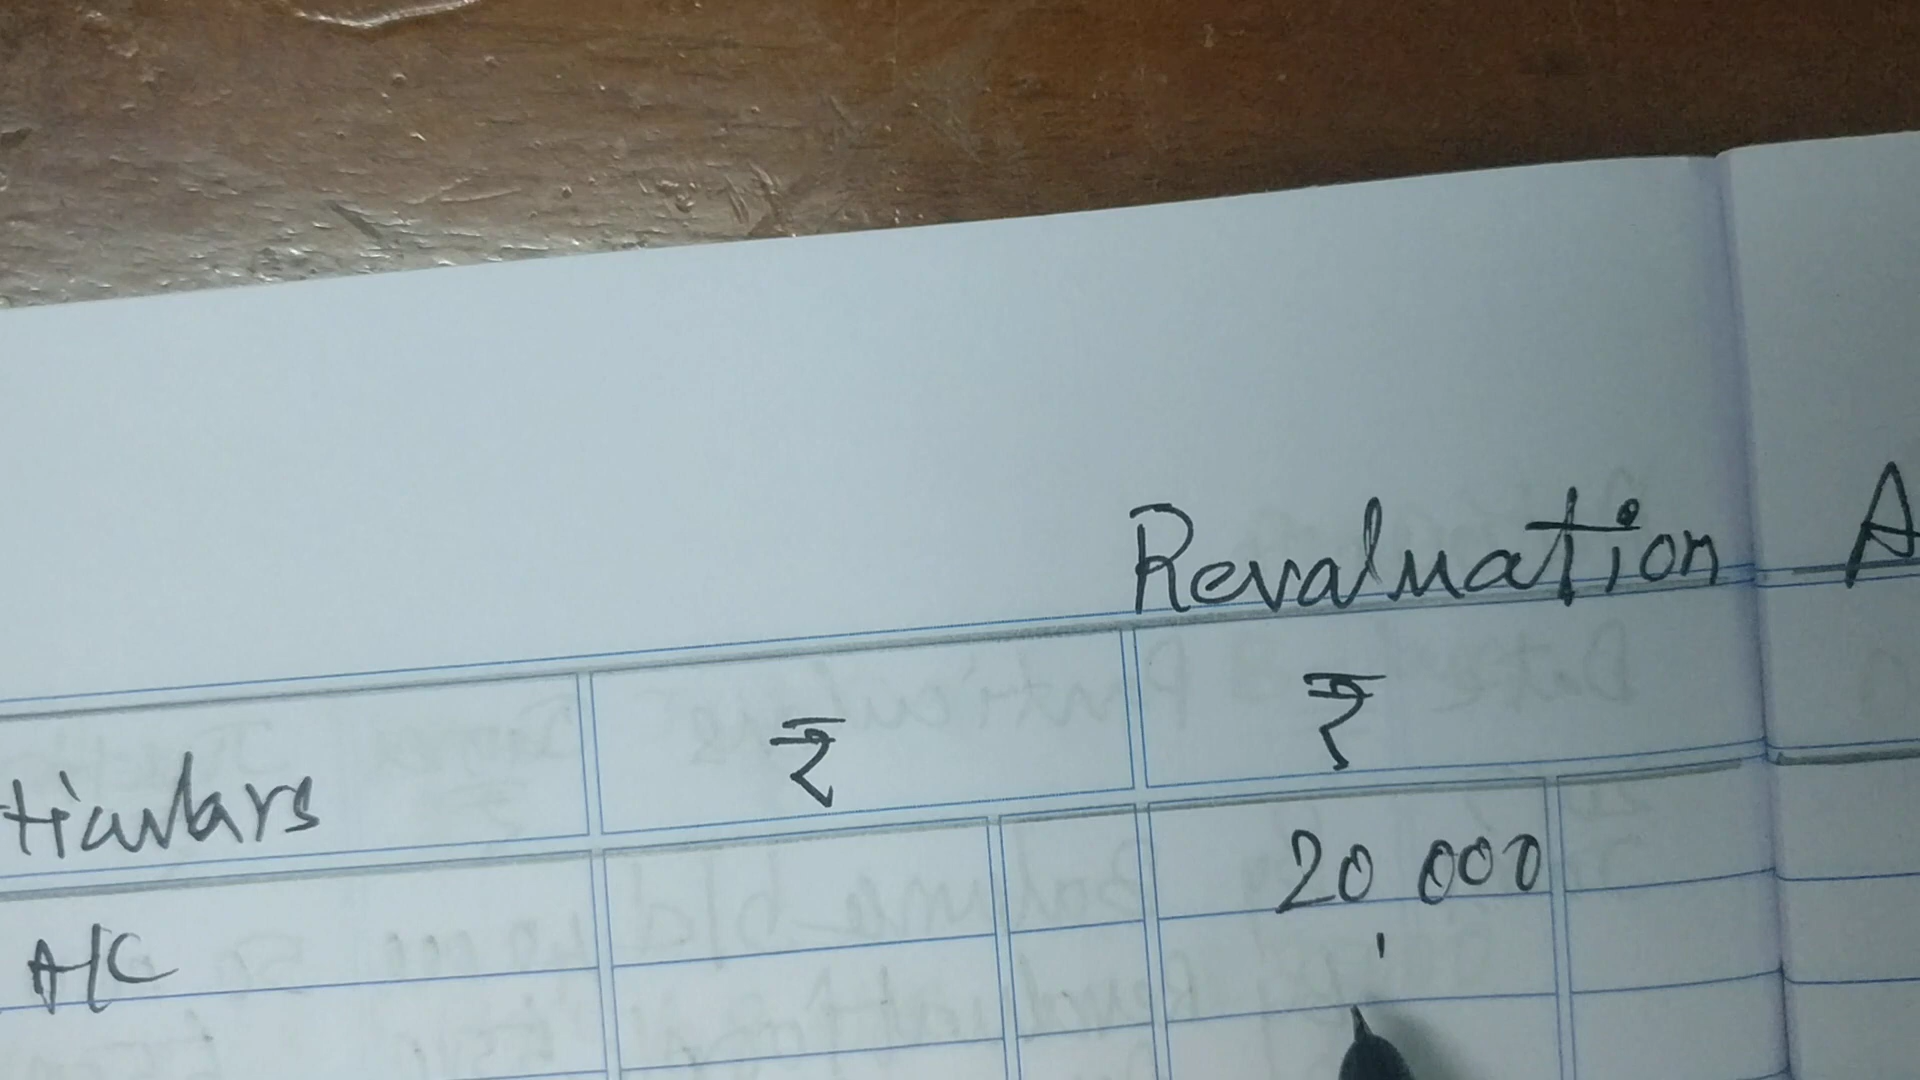 Revaluation A
ticulars ₹ ₹
A/C 20 000